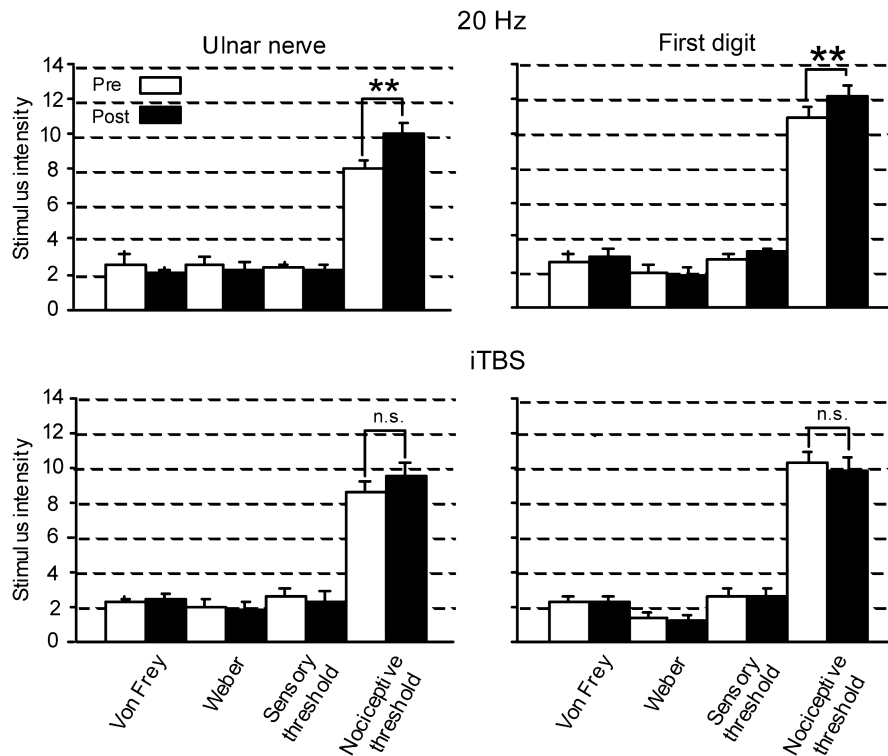 20 Hz
Ulnar nerve
First digit
Stimulus intensity
14
12
10
8
6
4
2
0
Pre
Post
**
**
iTBS
Stimulus intensity
14
12
10
8
6
4
2
0
n.s.
n.s.
Von Frey
Weber
Sensory
threshold
Nociceptive
threshold
Von Frey
Weber
Sensory
threshold
Nociceptive
threshold